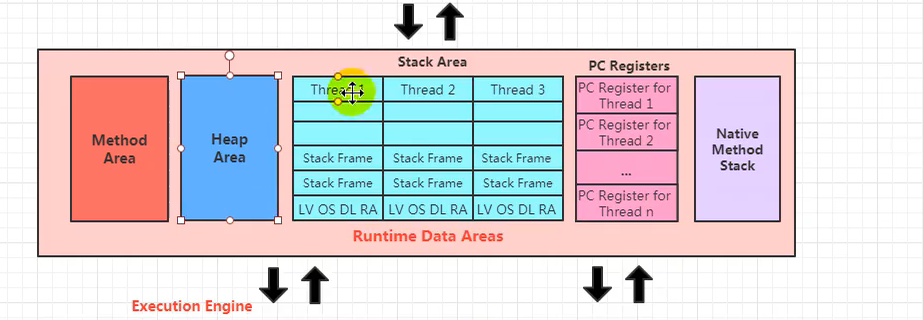 Stack Area
PC Registers
Method
Area
Heap
Area
Thread 2
Thread 3
Stack Frame
Stack Frame
Stack Frame
Stack Frame
Stack Frame
Stack Frame
LV OS DL RA
LV OS DL RA
LV OS DL RA
PC Register for
Thread 1
PC Register for
Thread 2
...
PC Register for
Thread n
Native
Method
Stack
Runtime Data Areas
Execution Engine